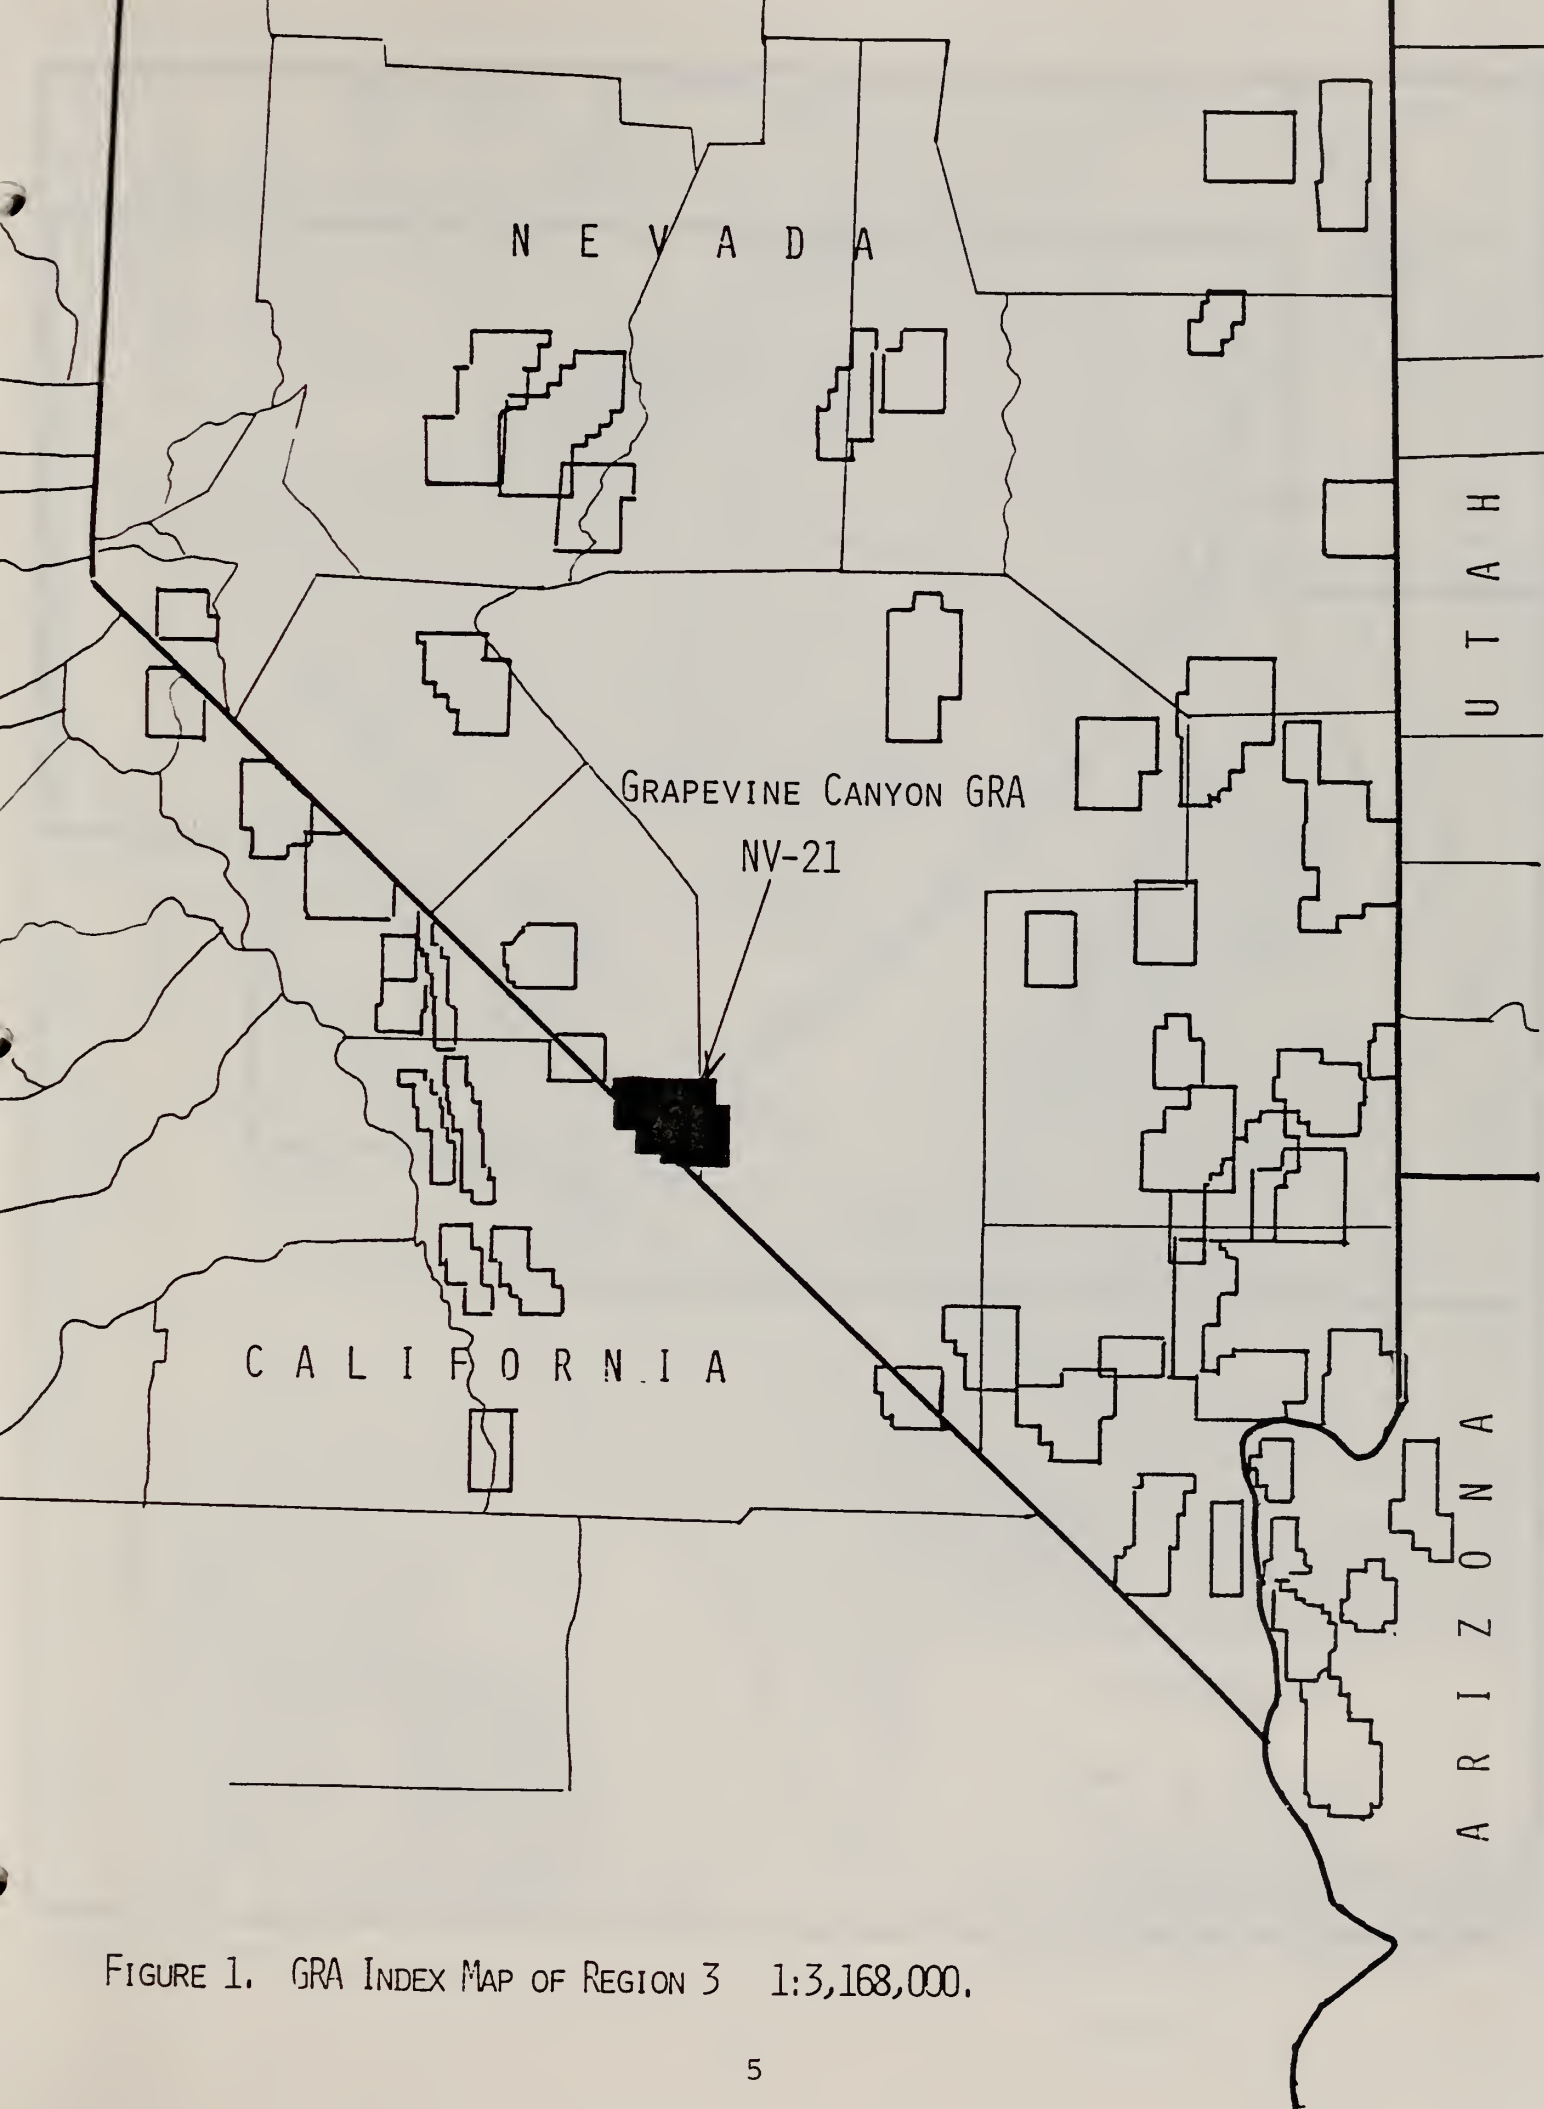 N E V A D A
U T A H
GRAPEVINE CANYON GRA
NV-21
C A L I F O R N I A
A R I Z O N A
FIGURE 1. GRA INDEX MAP OF REGION 3 1:3,168,000.
5